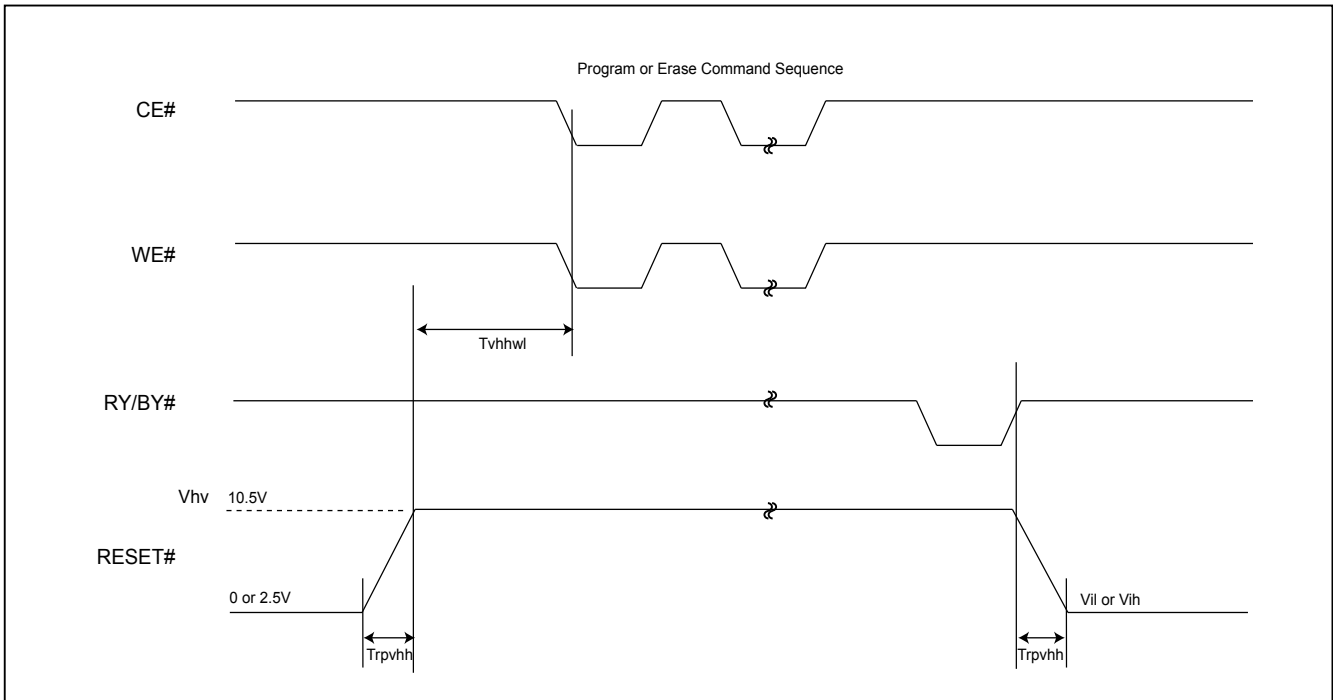 Program or Erase Command Sequence
CE#
WE#
Tvhhwl
RY/BY#
Vhv 10.5V
RESET#
0 or 2.5V
Vil or Vih
Trpvhh
Trpvhh